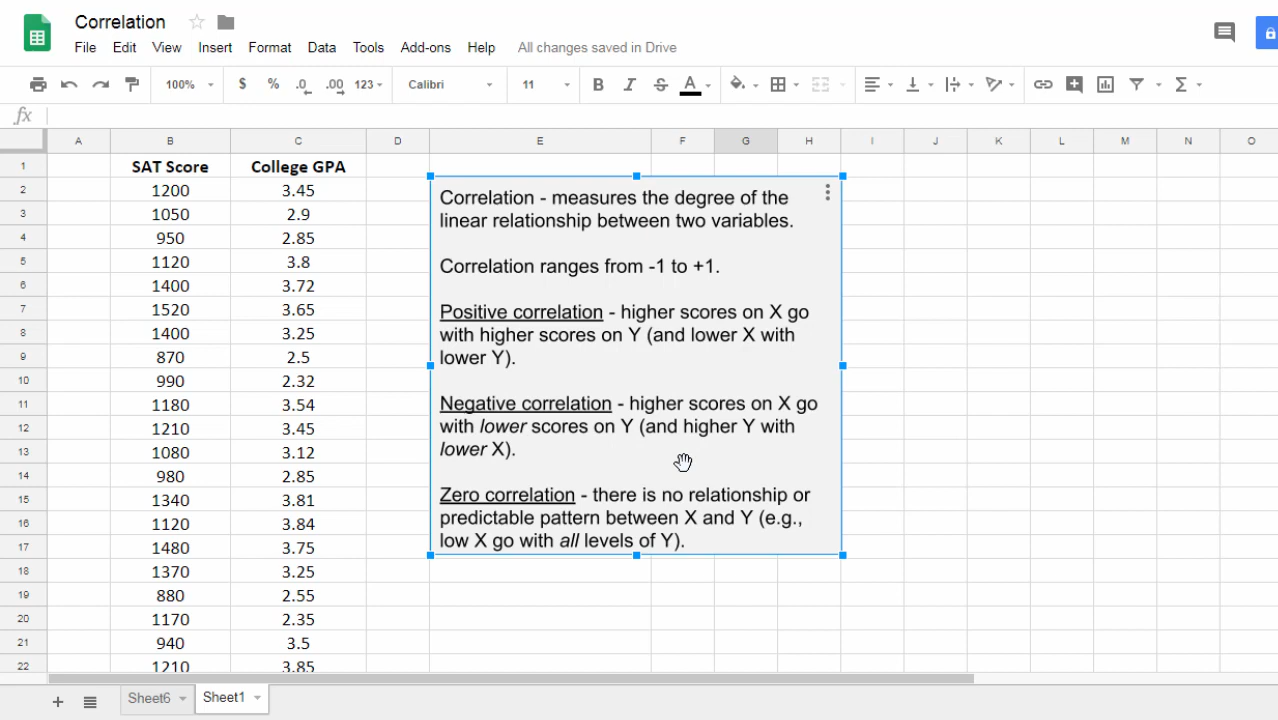 Correlation
File Edit View Insert Format Data Tools Add-ons Help All changes saved in Drive
100% $ % .0 .00 123 Calibri 11 B I S A Σ
fx
A B C D E F G H I J K L M N O
1 SAT Score College GPA
2 1200 3.45
3 1050 2.9
4 950 2.85
5 1120 3.8
6 1400 3.72
7 1520 3.65
8 1400 3.25
9 870 2.5
10 990 2.32
11 1180 3.54
12 1210 3.45
13 1080 3.12
14 980 2.85
15 1340 3.81
16 1120 3.84
17 1480 3.75
18 1370 3.25
19 880 2.55
20 1170 2.35
21 940 3.5
22 1210 3.85
Correlation - measures the degree of the
linear relationship between two variables.
Correlation ranges from -1 to +1.
Positive correlation - higher scores on X go
with higher scores on Y (and lower X with
lower Y).
Negative correlation - higher scores on X go
with lower scores on Y (and higher Y with
lower X).
Zero correlation - there is no relationship or
predictable pattern between X and Y (e.g.,
low X go with all levels of Y).
Sheet6 Sheet1